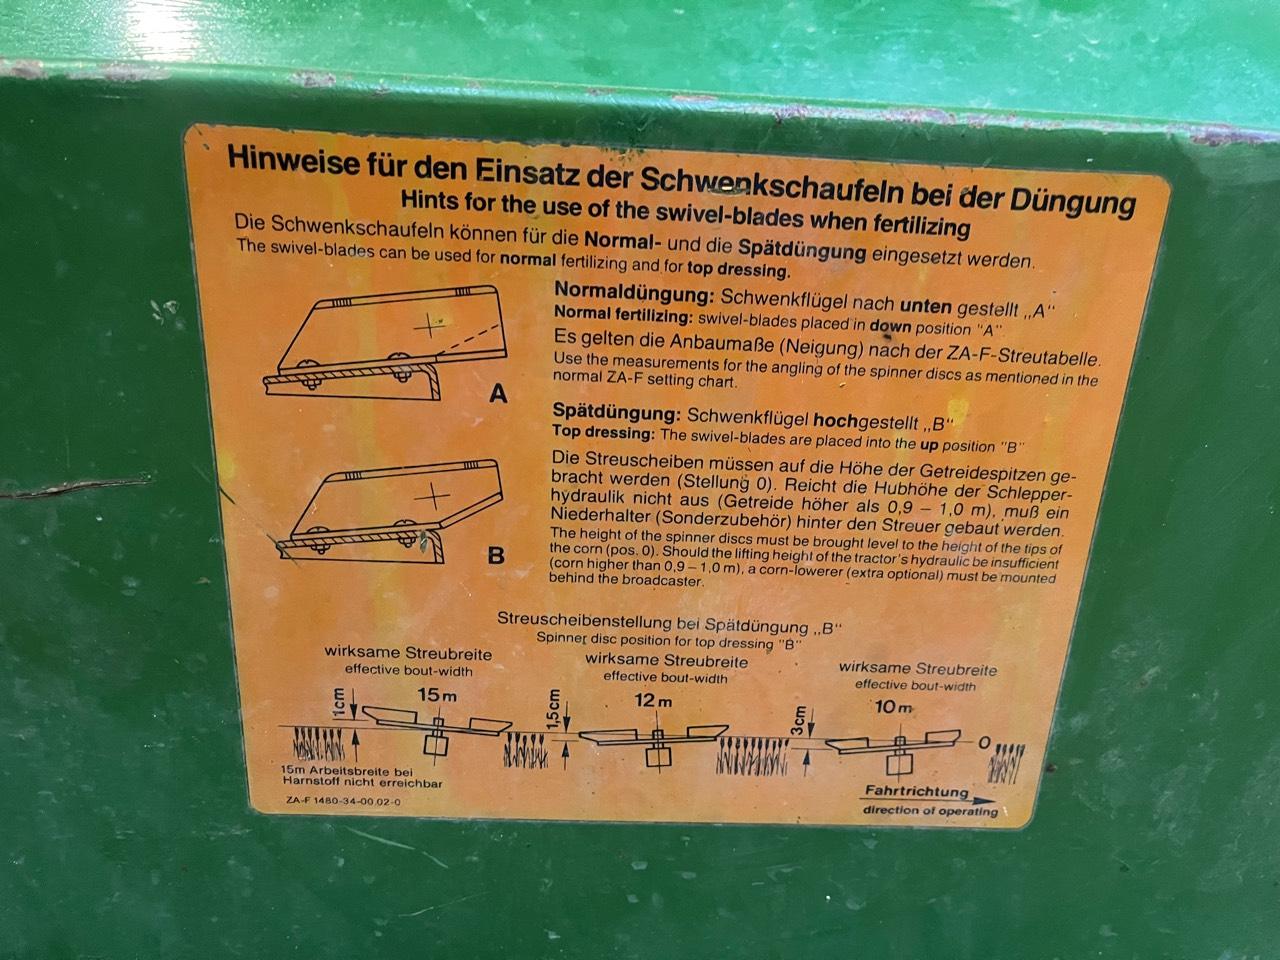 Hinweise für den Einsatz der Schwenkschaufeln bei der Düngung
Hints for the use of the swivel-blades when fertilizing
Die Schwenkschaufeln können für die Normal- und die Spätdüngung eingesetzt werden.
The swivel-blades can be used for normal fertilizing and for top dressing.
Normaldüngung: Schwenkflügel nach unten gestellt „A“
Normal fertilizing: swivel-blades placed in down position "A"
Es gelten die Anbaumaße (Neigung) nach der ZA-F-Streutabelle.
Use the measurements for the angling of the spinner discs as mentioned in the
normal ZA-F setting chart.
A
Spätdüngung: Schwenkflügel hochgestellt „B“
Top dressing: The swivel-blades are placed into the up position "B"
Die Streuscheiben müssen auf die Höhe der Getreidespitzen ge-
bracht werden (Stellung 0). Reicht die Hubhöhe der Schlepper-
hydraulik nicht aus (Getreide höher als 0,9 – 1,0 m), muß ein
Niederhalter (Sonderzubehör) hinter den Streuer gebaut werden.
The height of the spinner discs must be brought level to the height of the tips of
the corn (pos. 0). Should the lifting height of the tractor's hydraulic be insufficient
(corn higher than 0,9 – 1,0 m), a corn-lowerer (extra optional) must be mounted
behind the broadcaster.
B
Streuscheibenstellung bei Spätdüngung „B“
Spinner disc position for top dressing "B"
wirksame Streubreite
effective bout-width
15m
1cm
wirksame Streubreite
effective bout-width
12m
1,5cm
wirksame Streubreite
effective bout-width
10m
3cm
0
15m Arbeitsbreite bei
Harnstoff nicht erreichbar
ZA-F 1480-34-00.02-0
Fahrtrichtung
direction of operating